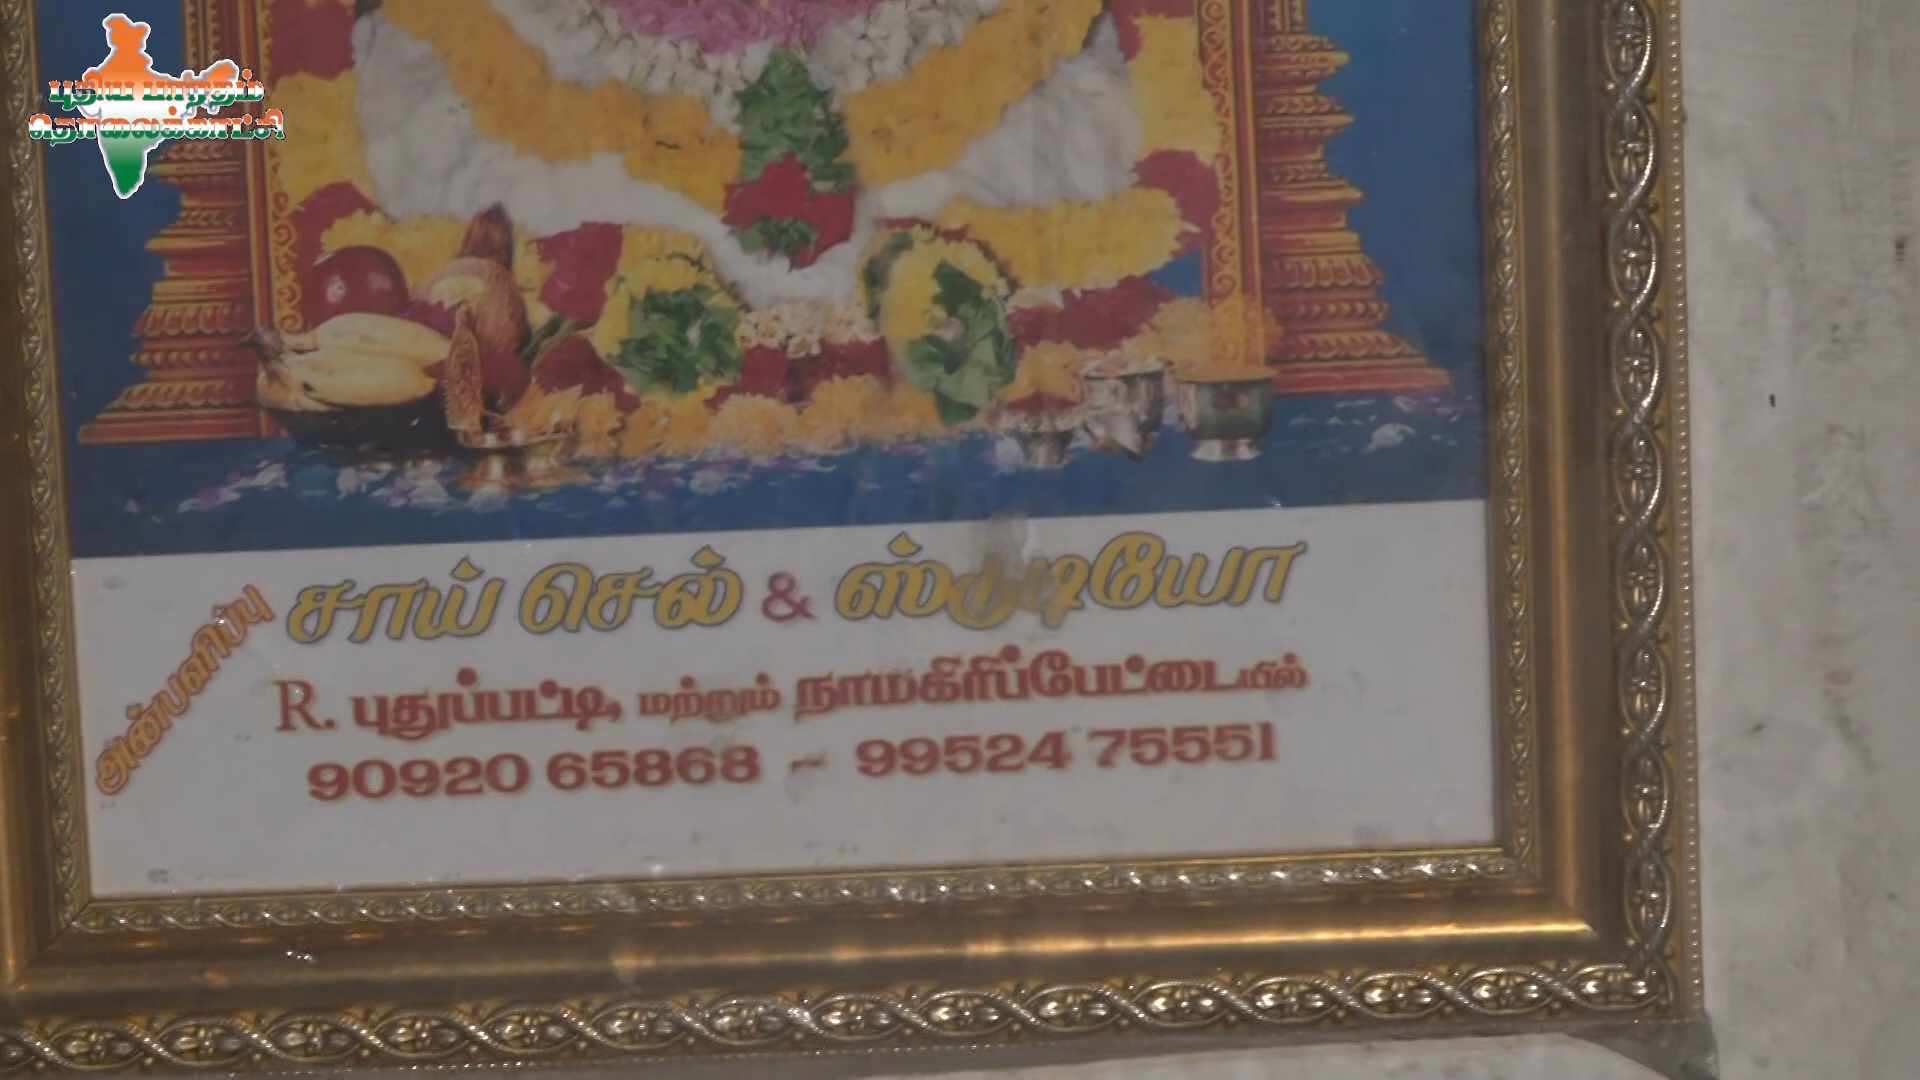 புதிய பாரதம்
தொலைக்காட்சி
அன்பளிப்பு
சாய் செல் & ஸ்டுடியோ
R. புதுப்பட்டி, மற்றும் நாமகிரிப்பேட்டையில்
90920 65868 - 99524 75551